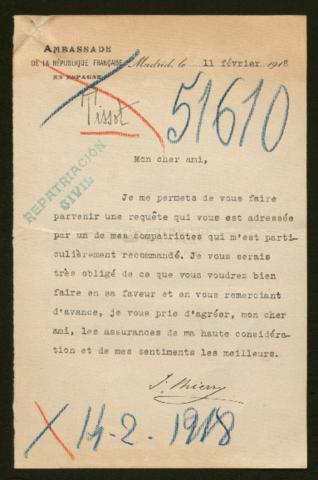 AMBASSADE
DE LA RÉPUBLIQUE FRANÇAISE
EN ESPAGNE
Madrid, le 11 février 1918
Tissot
51610
REPATRIACIÓN
CIVIL
Mon cher ami,
Je me permets de vous faire
parvenir une requête qui vous est adressée
par un de mes compatriotes qui m'est parti-
culièrement recommandé. Je vous serais
très obligé de ce que vous voudrez bien
faire en sa faveur et en vous remerciant
d'avance, je vous prie d'agréer, mon cher
ami, les assurances de ma haute considéra-
tion et de mes sentiments les meilleurs.
J. Thierry
14-2-1918